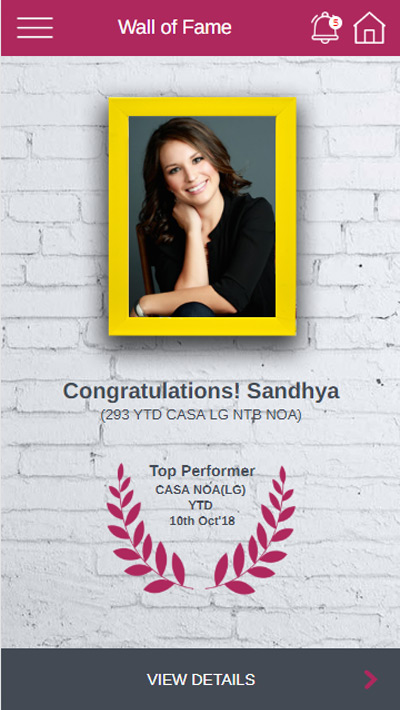 Wall of Fame
5
Congratulations! Sandhya
(293 YTD CASA LG NTB NOA)
Top Performer
CASA NOA(LG)
YTD
10th Oct'18
VIEW DETAILS